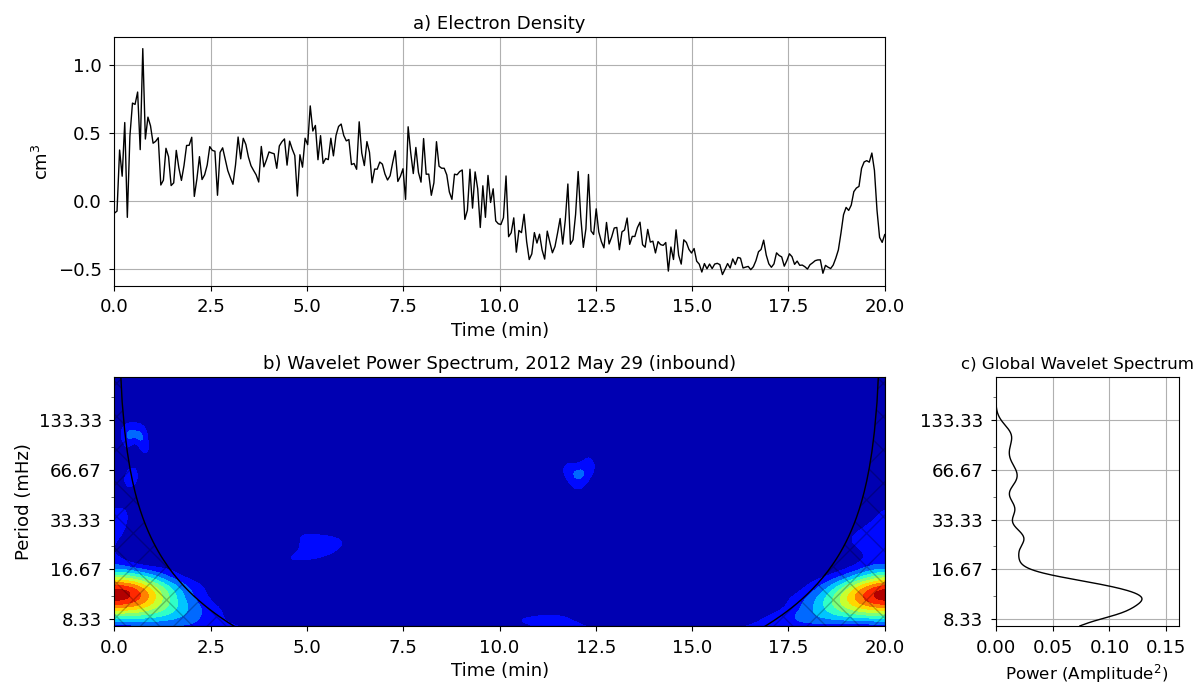 a) Electron Density
1.0
0.5
0.0
−0.5
cm³
0.0 2.5 5.0 7.5 10.0 12.5 15.0 17.5 20.0
Time (min)
b) Wavelet Power Spectrum, 2012 May 29 (inbound)
133.33
66.67
33.33
16.67
8.33
Period (mHz)
0.0 2.5 5.0 7.5 10.0 12.5 15.0 17.5 20.0
Time (min)
c) Global Wavelet Spectrum
133.33
66.67
33.33
16.67
8.33
0.00 0.05 0.10 0.15
Power (Amplitude²)